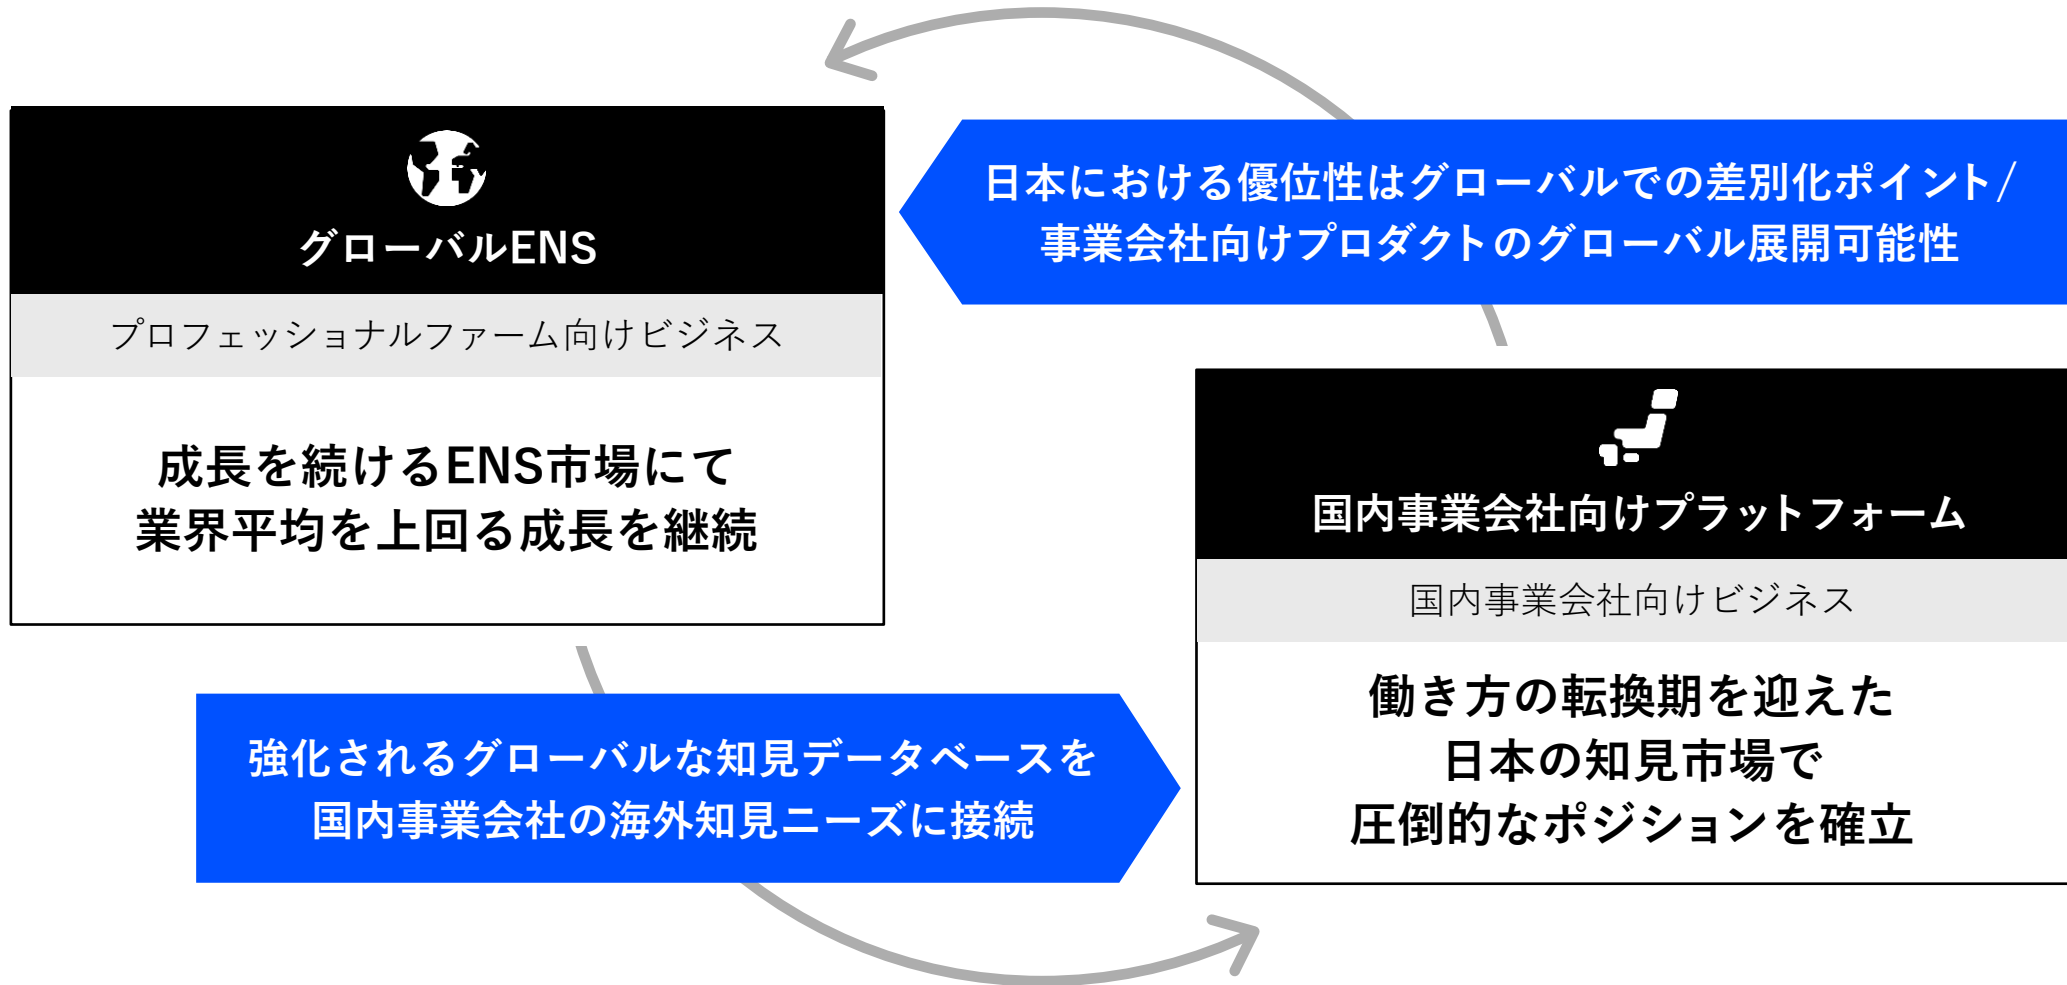 グローバルENS
プロフェッショナルファーム向けビジネス
成長を続けるENS市場にて
業界平均を上回る成長を継続
日本における優位性はグローバルでの差別化ポイント/
事業会社向けプロダクトのグローバル展開可能性
国内事業会社向けプラットフォーム
国内事業会社向けビジネス
働き方の転換期を迎えた
日本の知見市場で
圧倒的なポジションを確立
強化されるグローバルな知見データベースを
国内事業会社の海外知見ニーズに接続